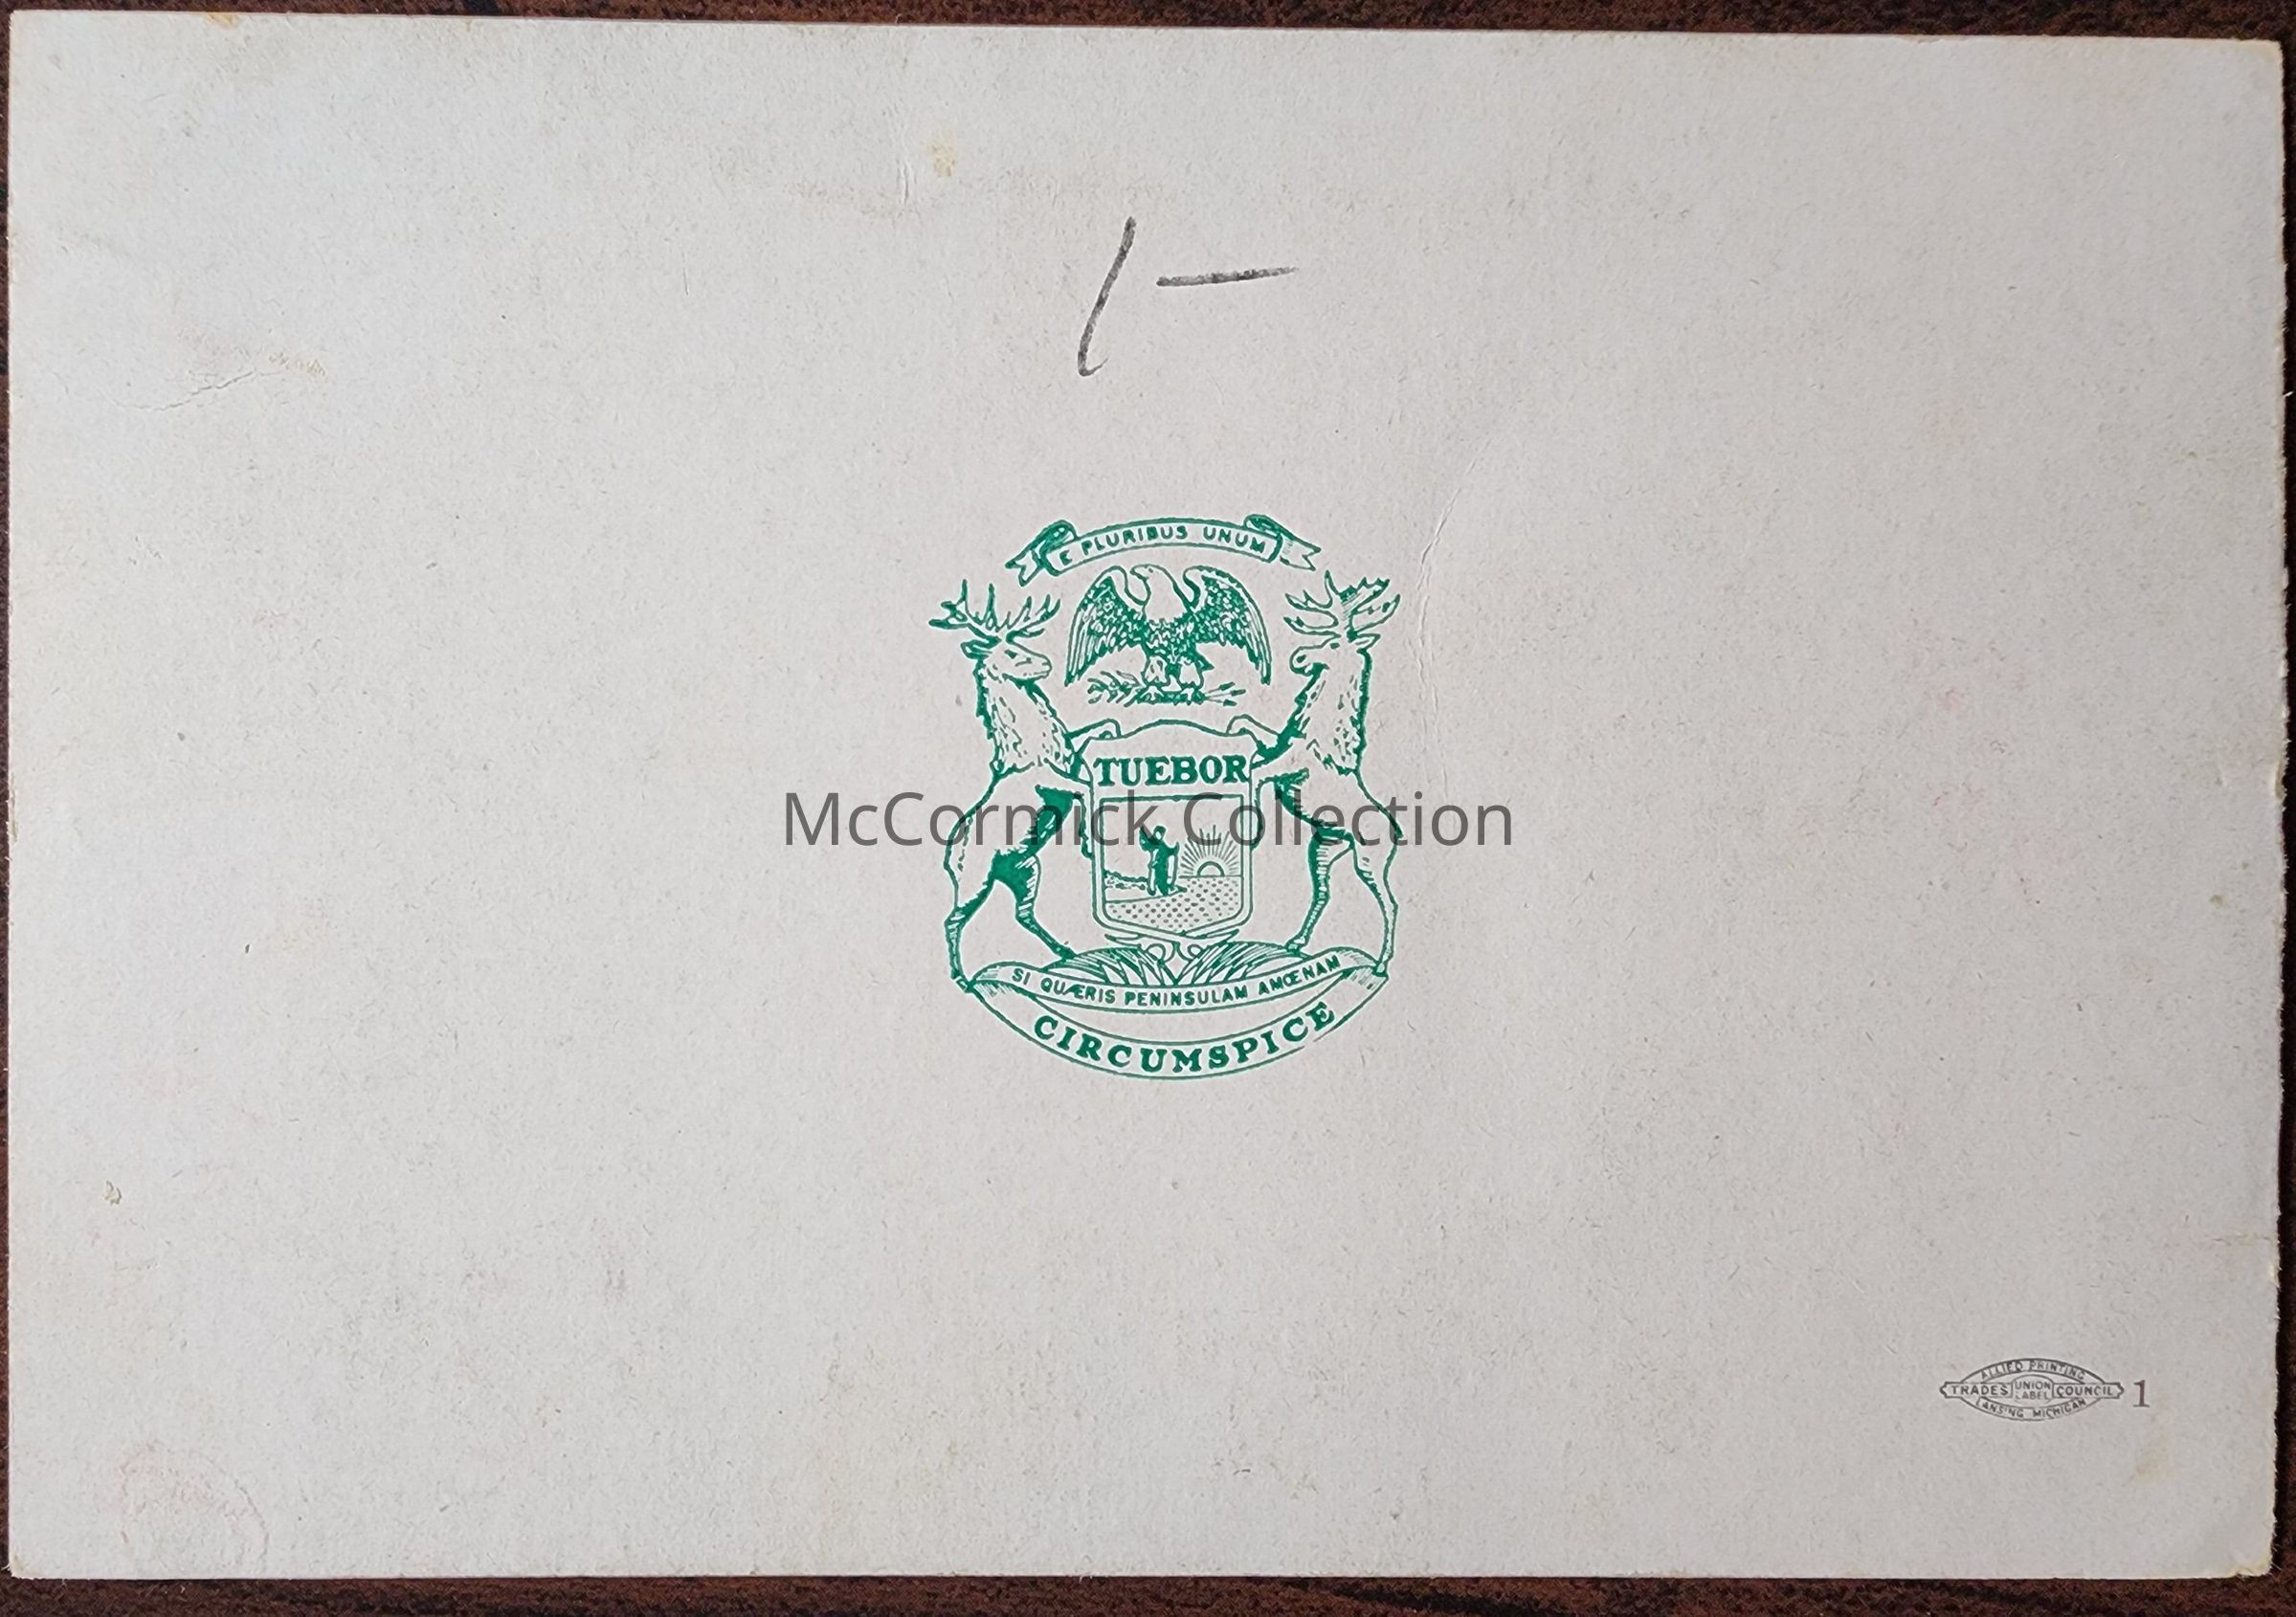 1 -
E PLURIBUS UNUM
TUEBOR
McCormick Collection
SI QUÆRIS PENINSULAM AMŒNAM
CIRCUMSPICE
ALLIED PRINTING
TRADES UNION LABEL COUNCIL 1
LANSING MICHIGAN